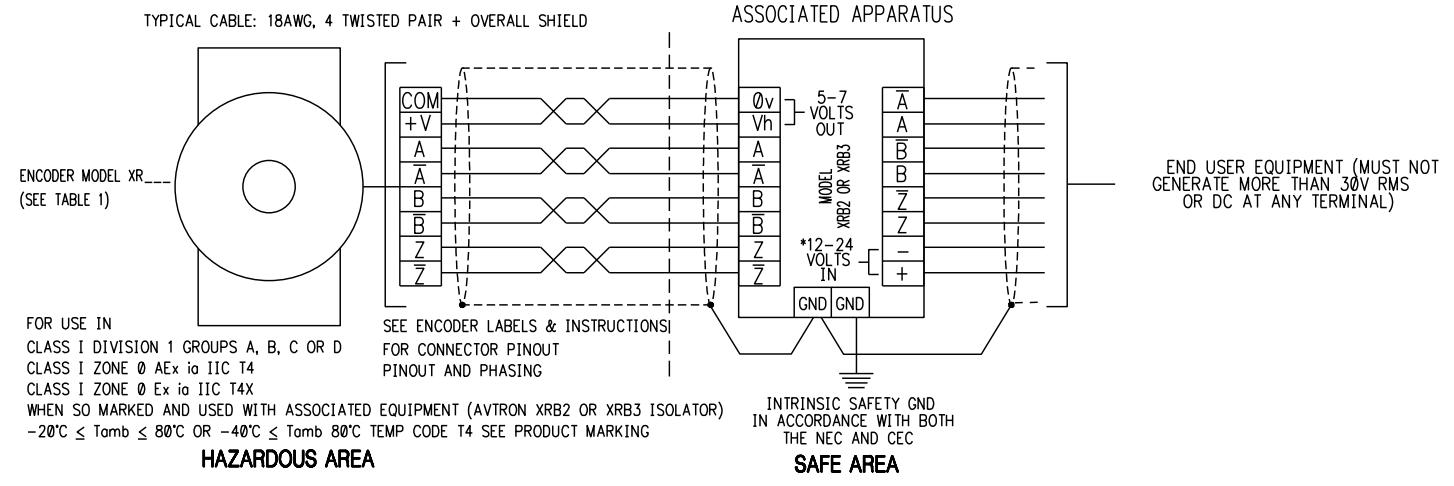 TYPICAL CABLE: 18AWG, 4 TWISTED PAIR + OVERALL SHIELD
ASSOCIATED APPARATUS
ENCODER MODEL XR___
(SEE TABLE 1)
COM
+V
A
A̅
B
B̅
Z
Z̅
Øv
Vh
A
A̅
B
B̅
Z
Z̅
5-7
VOLTS
OUT
MODEL
XRB2 OR XRB3
*12-24
VOLTS
IN
A̅
A
B̅
B
Z̅
Z
-
+
GND GND
END USER EQUIPMENT (MUST NOT
GENERATE MORE THAN 3ØV RMS
OR DC AT ANY TERMINAL)
FOR USE IN
CLASS I DIVISION 1 GROUPS A, B, C OR D
CLASS I ZONE Ø AEx ia IIC T4
CLASS I ZONE Ø Ex ia IIC T4X
WHEN SO MARKED AND USED WITH ASSOCIATED EQUIPMENT (AVTRON XRB2 OR XRB3 ISOLATOR)
-20°C ≤ Tamb ≤ 80°C OR -40°C ≤ Tamb 80°C TEMP CODE T4 SEE PRODUCT MARKING
HAZARDOUS AREA
SEE ENCODER LABELS & INSTRUCTIONS
FOR CONNECTOR PINOUT
PINOUT AND PHASING
INTRINSIC SAFETY GND
IN ACCORDANCE WITH BOTH
THE NEC AND CEC
SAFE AREA